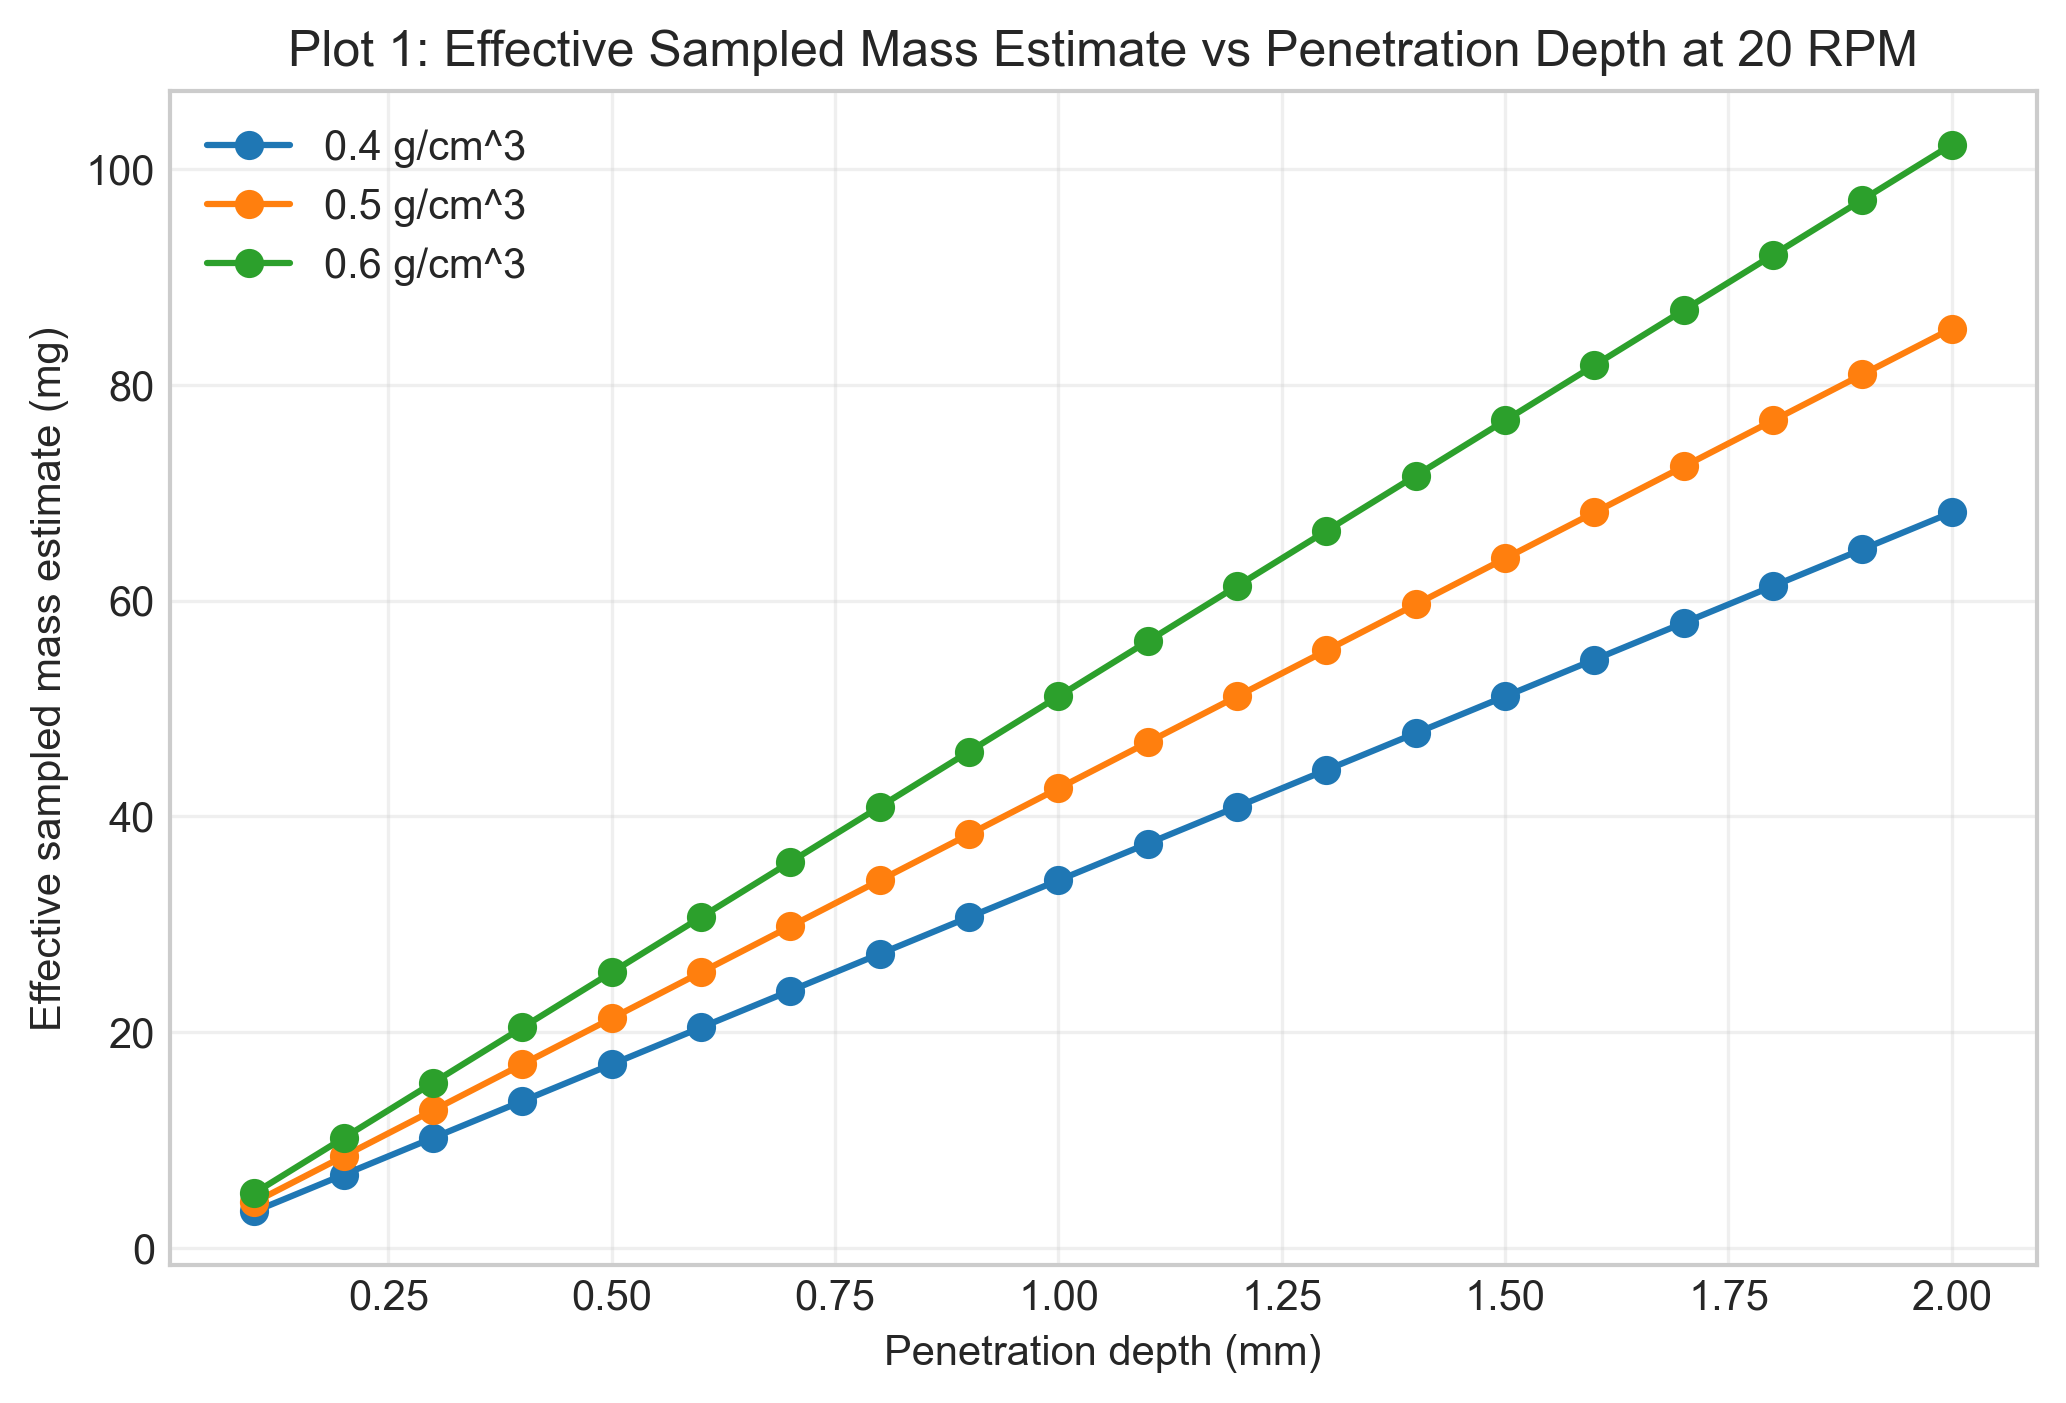 Plot 1: Effective Sampled Mass Estimate vs Penetration Depth at 20 RPM
0.4 g/cm^3
0.5 g/cm^3
0.6 g/cm^3
Effective sampled mass estimate (mg)
100
80
60
40
20
0
0.25 0.50 0.75 1.00 1.25 1.50 1.75 2.00
Penetration depth (mm)